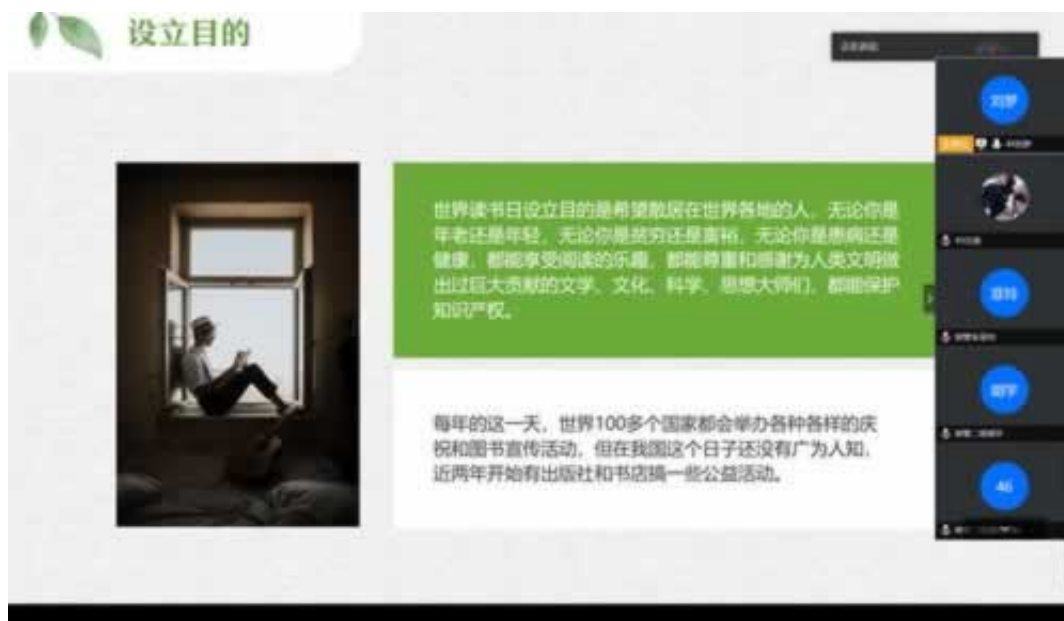 设立目的
世界读书日设立目的是希望散居在世界各地的人，无论你是
年老还是年轻，无论你是贫穷还是富裕，无论你是患病还是
健康，都能享受阅读的乐趣，都能尊重和感谢为人类文明做
出过巨大贡献的文学、文化、科学、思想大师们，都能保护
知识产权。
每年的这一天，世界100多个国家都会举办各种各样的庆
祝和图书宣传活动，但在我国这个日子还没有广为人知，
近两年开始有出版社和书店搞一些公益活动。
刘梦
46